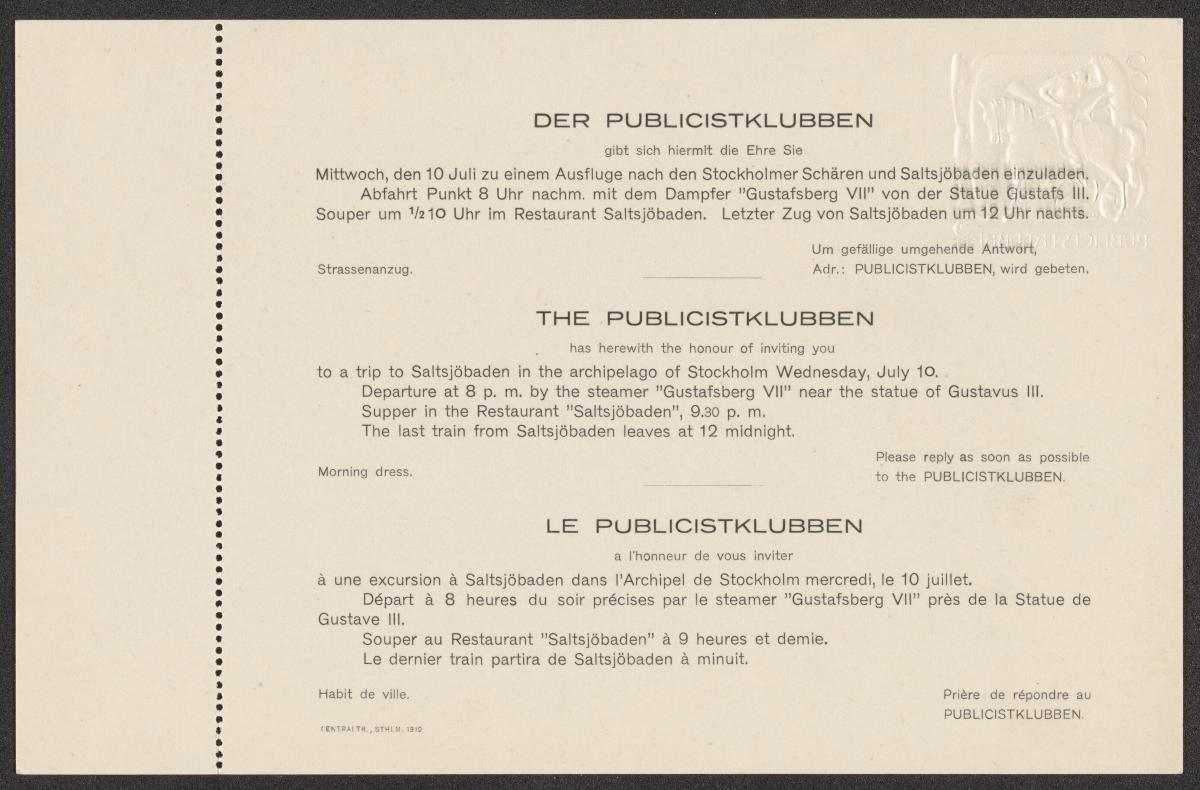 DER PUBLICISTKLUBBEN
gibt sich hiermit die Ehre Sie
Mittwoch, den 10 Juli zu einem Ausfluge nach den Stockholmer Schären und Saltsjöbaden einzuladen.
Abfahrt Punkt 8 Uhr nachm. mit dem Dampfer "Gustafsberg VII" von der Statue Gustafs III.
Souper um 1/2 10 Uhr im Restaurant Saltsjöbaden. Letzter Zug von Saltsjöbaden um 12 Uhr nachts.
Um gefällige umgehende Antwort,
Strassenanzug. Adr.: PUBLICISTKLUBBEN, wird gebeten.
THE PUBLICISTKLUBBEN
has herewith the honour of inviting you
to a trip to Saltsjöbaden in the archipelago of Stockholm Wednesday, July 10.
Departure at 8 p. m. by the steamer "Gustafsberg VII" near the statue of Gustavus III.
Supper in the Restaurant "Saltsjöbaden", 9.30 p. m.
The last train from Saltsjöbaden leaves at 12 midnight.
Please reply as soon as possible
Morning dress. to the PUBLICISTKLUBBEN.
LE PUBLICISTKLUBBEN
a l'honneur de vous inviter
à une excursion à Saltsjöbaden dans l'Archipel de Stockholm mercredi, le 10 juillet.
Départ à 8 heures du soir précises par le steamer "Gustafsberg VII" près de la Statue de
Gustave III.
Souper au Restaurant "Saltsjöbaden" à 9 heures et demie.
Le dernier train partira de Saltsjöbaden à minuit.
Habit de ville. Prière de répondre au
PUBLICISTKLUBBEN.
CENTRALTR., STHLM. 1912